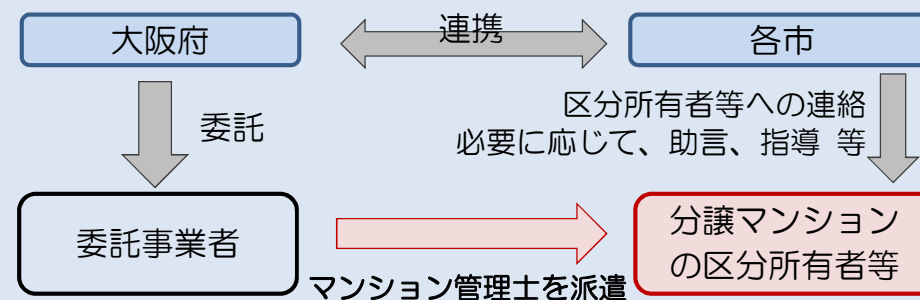 大阪府
連携
各市
委託
区分所有者等への連絡
必要に応じて、助言、指導 等
委託事業者
マンション管理士を派遣
分譲マンション
の区分所有者等